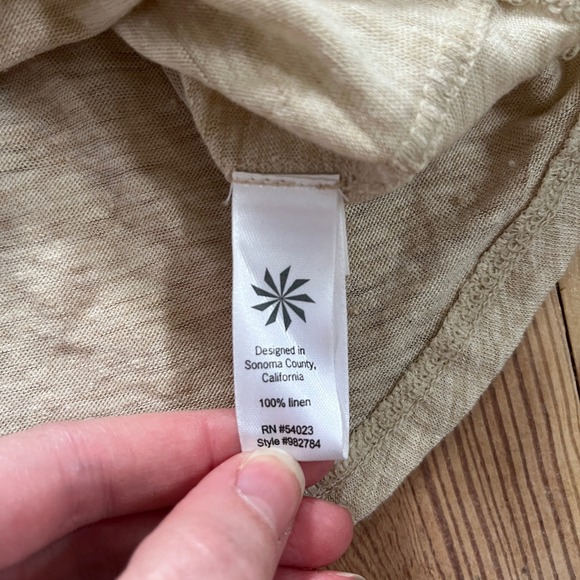 Designed in
Sonoma County,
California
100% linen
RN #54023
Style #982784